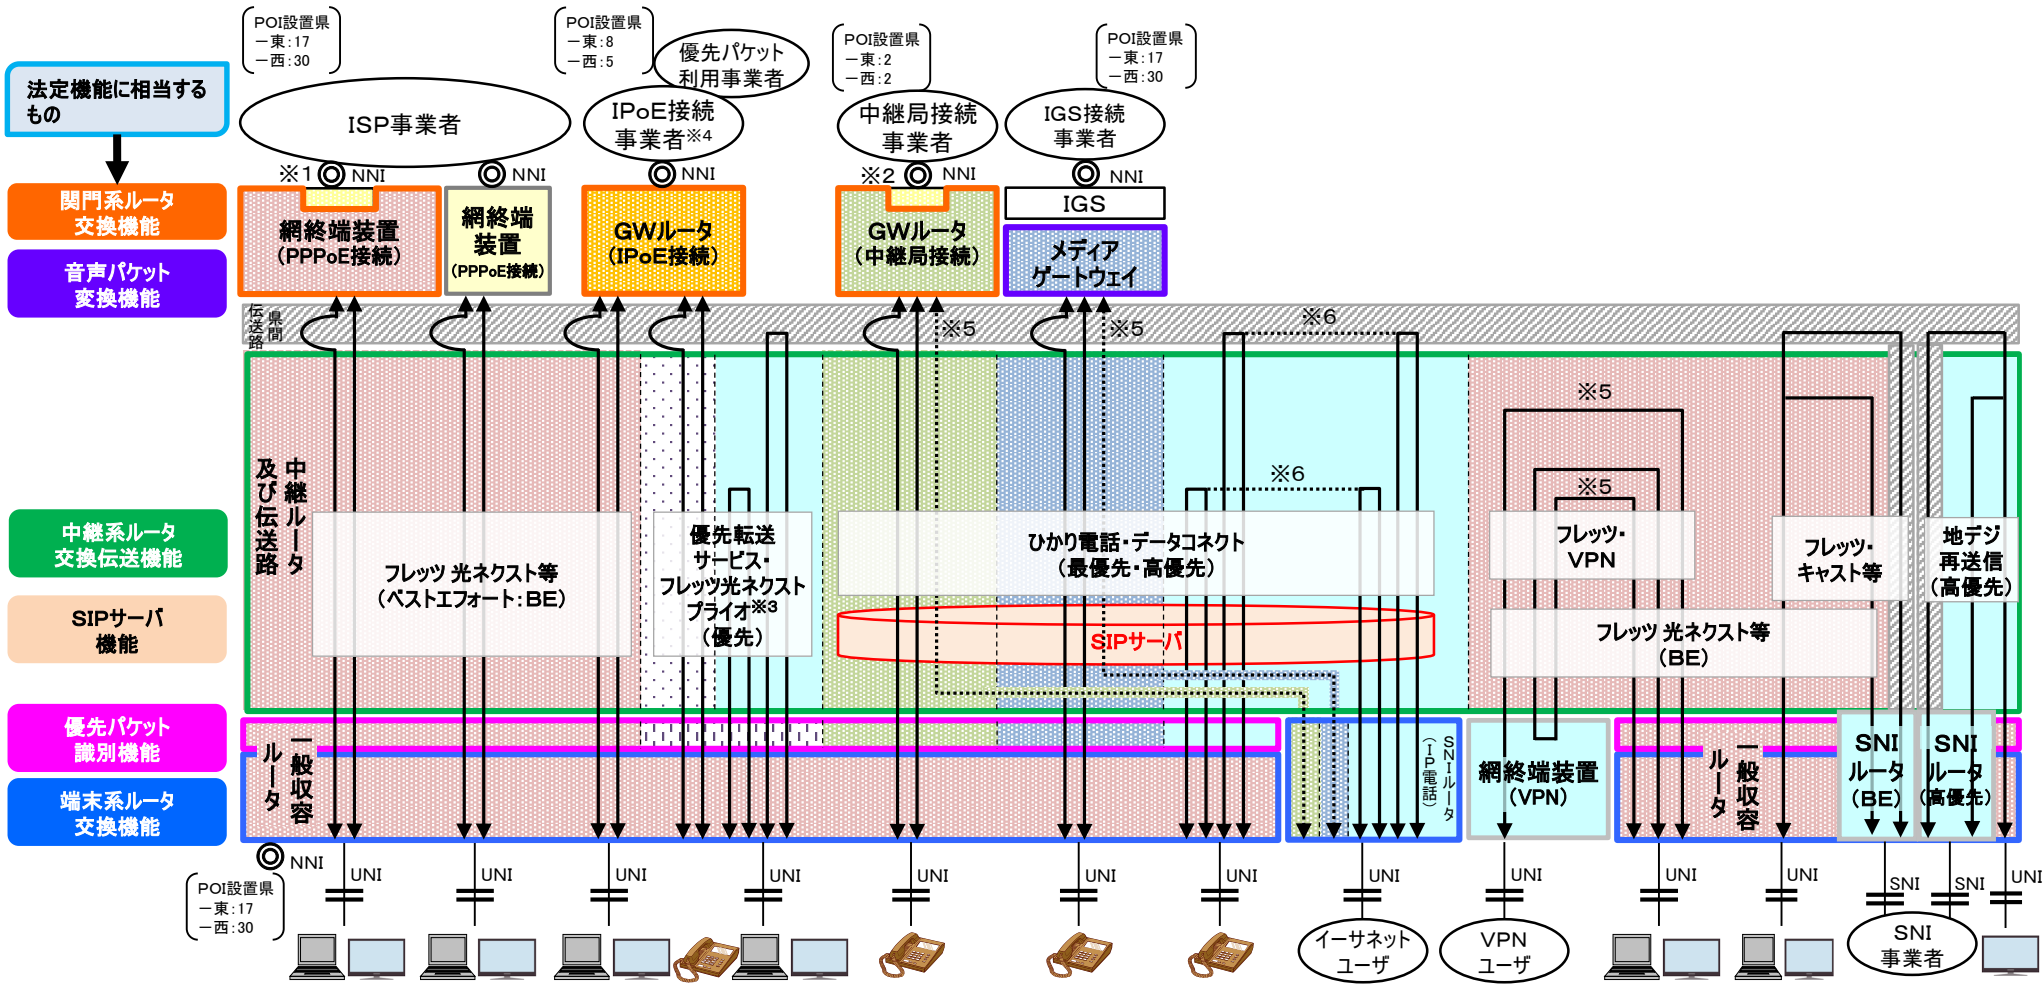 POI設置県
－東：17
－西：30
POI設置県
－東：8
－西：5
優先パケット
利用事業者
POI設置県
－東：2
－西：2
POI設置県
－東：17
－西：30
法定機能に相当する
もの
ISP事業者
IPoE接続
事業者※4
中継局接続
事業者
IGS接続
事業者
※1
NNI
NNI
NNI
※2
NNI
NNI
関門系ルータ
交換機能
網終端装置
（PPPoE接続）
網終端
装置
（PPPoE接続）
GWルータ
（IPoE接続）
GWルータ
（中継局接続）
IGS
メディア
ゲートウェイ
音声パケット
変換機能
県間
伝送路
※5
※5
※6
※5
※6
※5
中継ルータ
及び伝送路
中継系ルータ
交換伝送機能
フレッツ 光ネクスト等
（ベストエフォート：BE）
優先転送
サービス・
フレッツ光ネクスト
プライオ※3
（優先）
ひかり電話・データコネクト
（最優先・高優先）
フレッツ・
VPN
フレッツ・
キャスト等
地デジ
再送信
（高優先）
SIPサーバ
機能
SIPサーバ
フレッツ 光ネクスト等
（BE）
優先パケット
識別機能
一般収容
ルータ
SNIルータ
（IP電話）
網終端装置
（VPN）
一般収容
ルータ
SNI
ルータ
（BE）
SNI
ルータ
（高優先）
端末系ルータ
交換機能
NNI
POI設置県
－東：17
－西：30
UNI
UNI
UNI
UNI
UNI
UNI
UNI
UNI
UNI
UNI
UNI
SNI
SNI
UNI
イーサネット
ユーザ
VPN
ユーザ
SNI
事業者